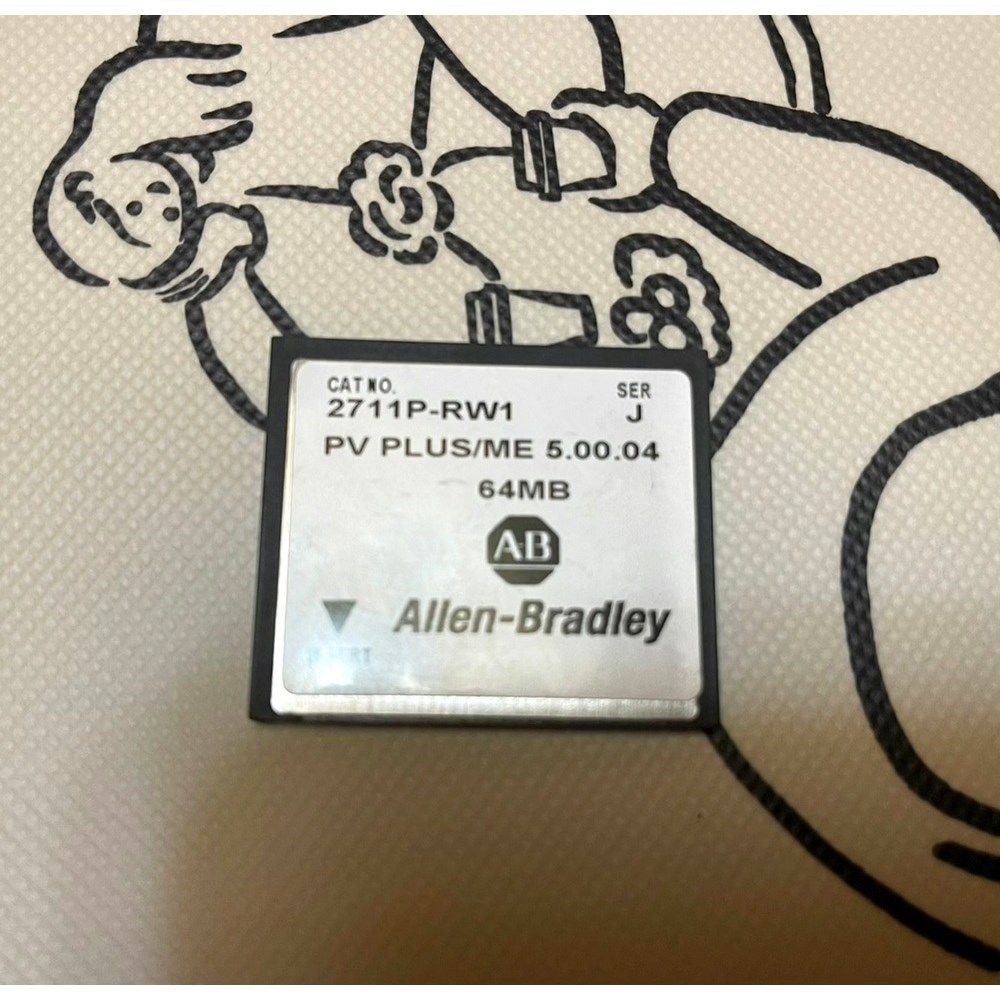 CAT NO. SER
2711P-RW1 J
PV PLUS/ME 5.00.04
64MB
AB
Allen-Bradley